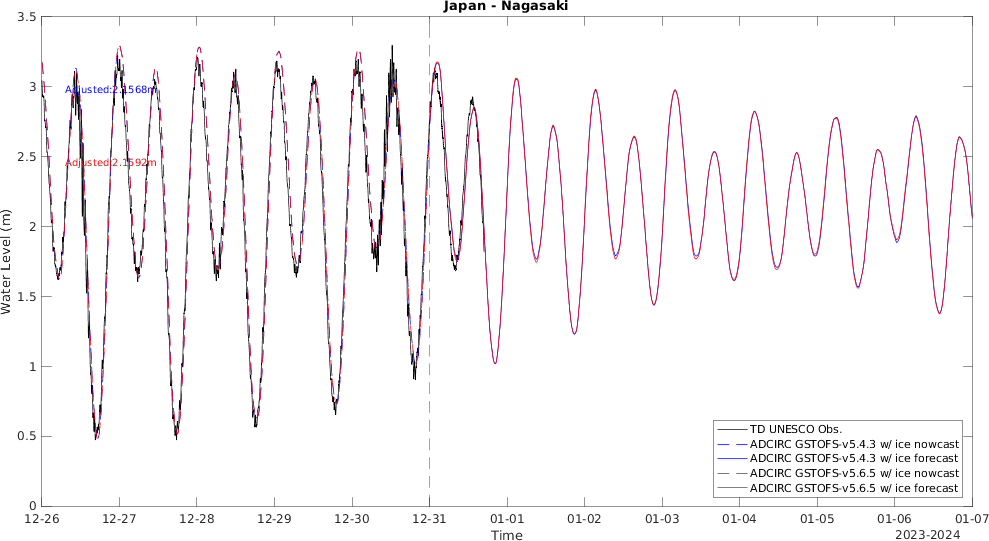 Japan - Nagasaki
3.5
3
2.5
2
1.5
1
0.5
0
Water Level (m)
Adjusted:2.1568m
Adjusted:2.1592m
TD UNESCO Obs.
ADCIRC GSTOFS-v5.4.3 w/ ice nowcast
ADCIRC GSTOFS-v5.4.3 w/ ice forecast
ADCIRC GSTOFS-v5.6.5 w/ ice nowcast
ADCIRC GSTOFS-v5.6.5 w/ ice forecast
12-26 12-27 12-28 12-29 12-30 12-31 01-01 01-02 01-03 01-04 01-05 01-06 01-07
Time
2023-2024